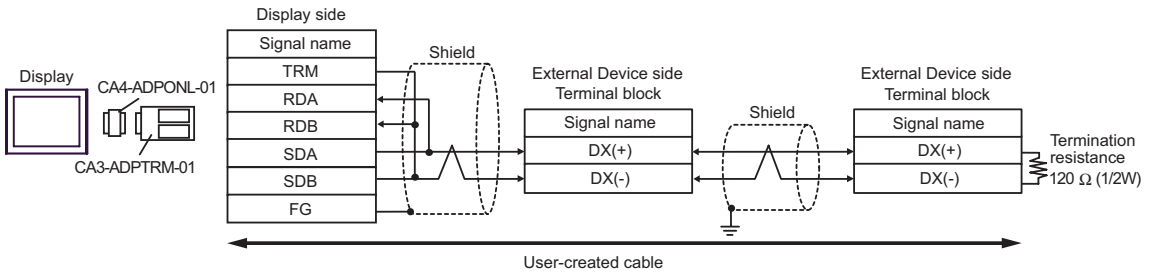 Display side
Signal name
TRM
RDA
RDB
SDA
SDB
FG
Shield
Display
CA4-ADPONL-01
CA3-ADPTRM-01
External Device side
Terminal block
Signal name
DX(+)
DX(-)
Shield
External Device side
Terminal block
Signal name
DX(+)
DX(-)
Termination
resistance
120 Ω (1/2W)
User-created cable